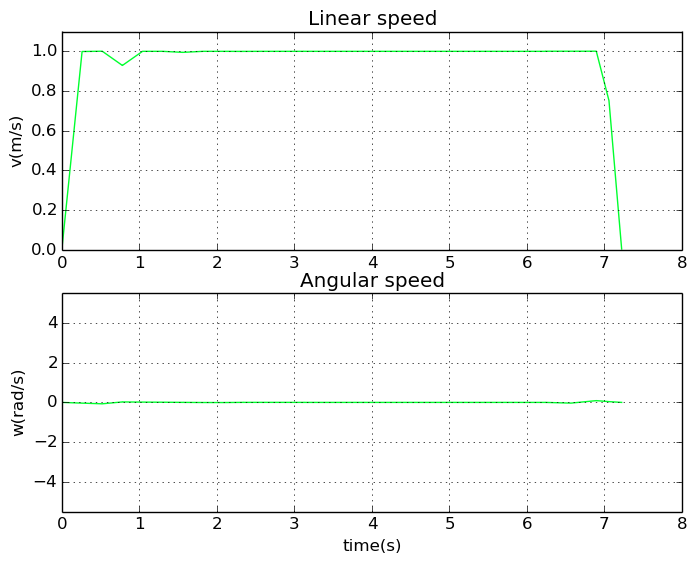 Linear speed
v(m/s)
1.0
0.8
0.6
0.4
0.2
0.0
0 1 2 3 4 5 6 7 8
Angular speed
w(rad/s)
4
2
0
−2
−4
0 1 2 3 4 5 6 7 8
time(s)